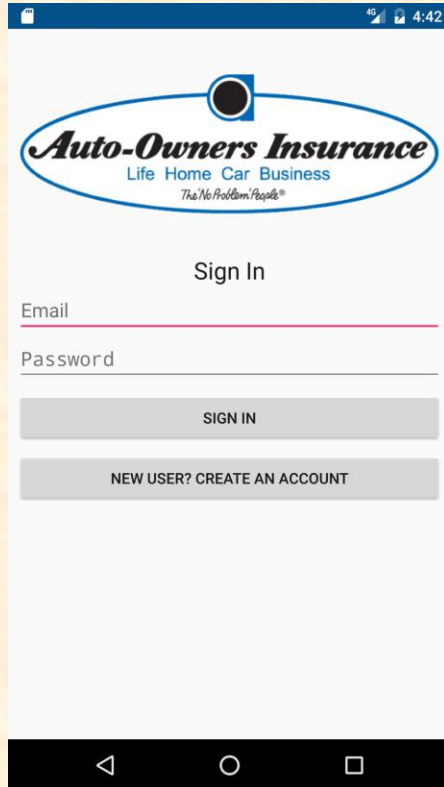 4G 4:42
Auto-Owners Insurance
Life Home Car Business
The "No Problem" People®
Sign In
Email
Password
SIGN IN
NEW USER? CREATE AN ACCOUNT